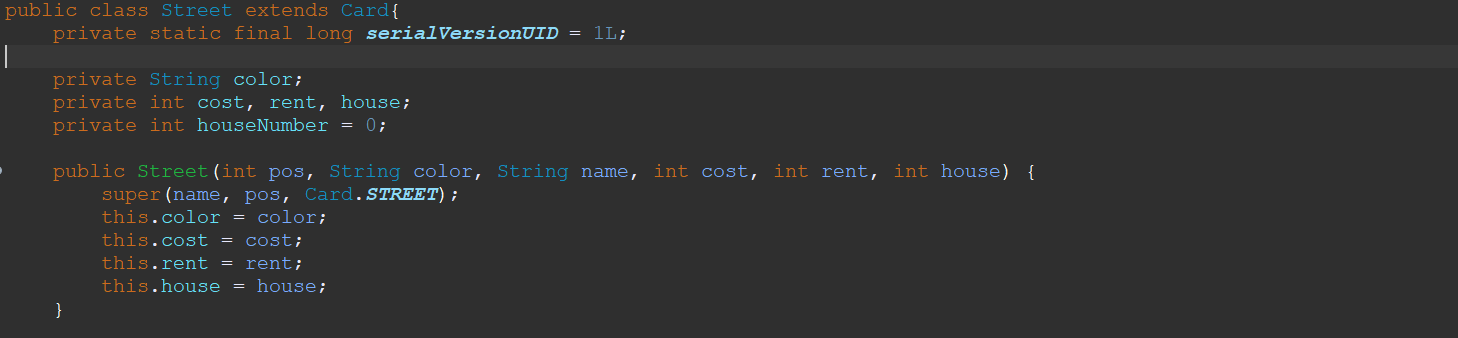 public class Street extends Card{
    private static final long serialVersionUID = 1L;
    private String color;
    private int cost, rent, house;
    private int houseNumber = 0;
    public Street(int pos, String color, String name, int cost, int rent, int house) {
        super(name, pos, Card.STREET);
        this.color = color;
        this.cost = cost;
        this.rent = rent;
        this.house = house;
    }